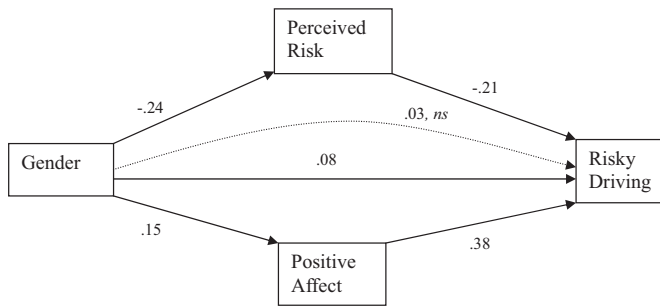 Perceived
Risk
-.24
-.21
.03, ns
Gender
.08
Risky
Driving
.15
.38
Positive
Affect